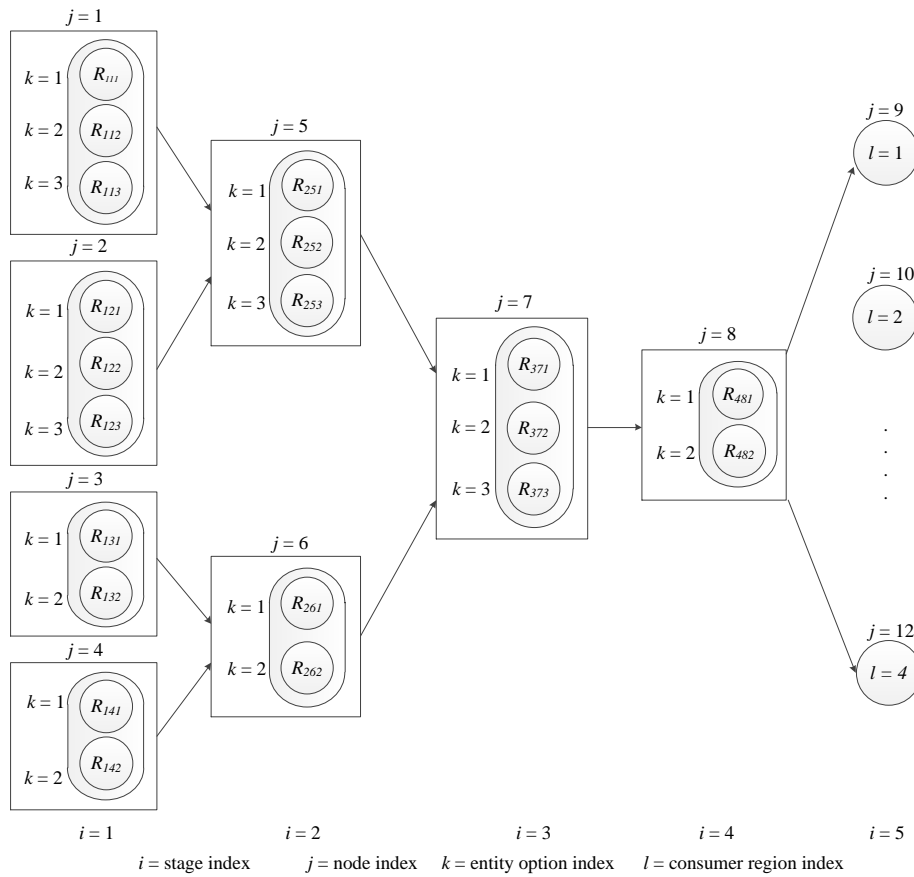 j = 1
k = 1
R111
k = 2
R112
k = 3
R113
j = 2
k = 1
R121
k = 2
R122
k = 3
R123
j = 3
k = 1
R131
k = 2
R132
j = 4
k = 1
R141
k = 2
R142
j = 5
k = 1
R251
k = 2
R252
k = 3
R253
j = 6
k = 1
R261
k = 2
R262
j = 7
k = 1
R371
k = 2
R372
k = 3
R373
j = 8
k = 1
R481
k = 2
R482
j = 9
l = 1
j = 10
l = 2
.
.
.
.
j = 12
l = 4
i = 1 i = 2 i = 3 i = 4 i = 5
i = stage index j = node index k = entity option index l = consumer region index